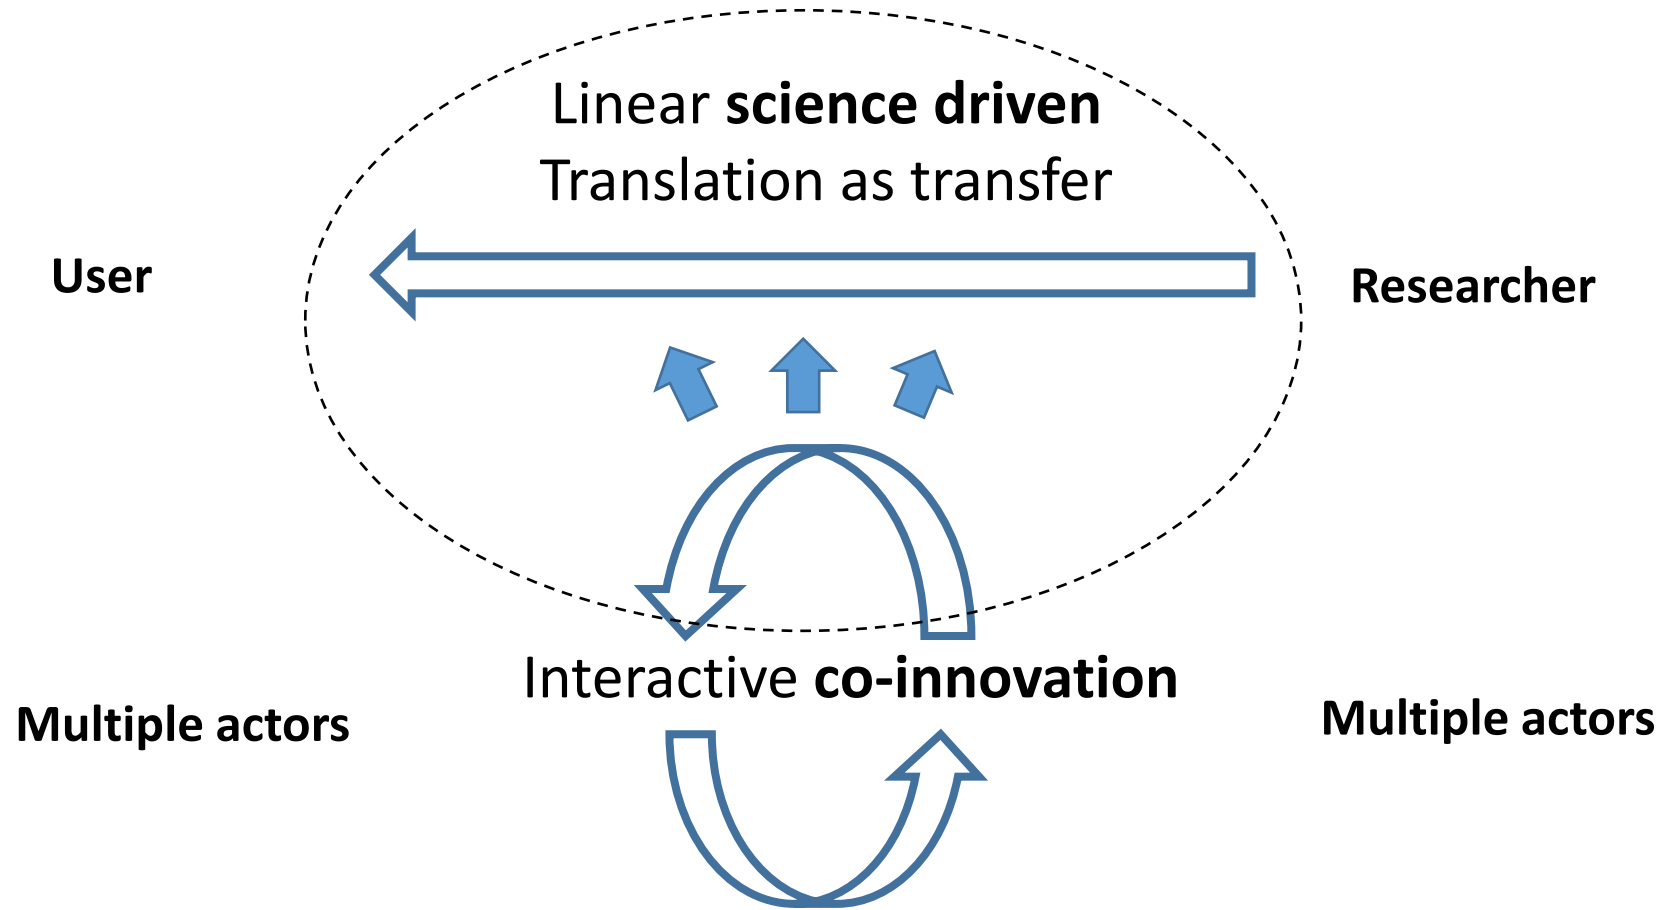 Linear science driven
Translation as transfer
User
Researcher
Interactive co-innovation
Multiple actors
Multiple actors